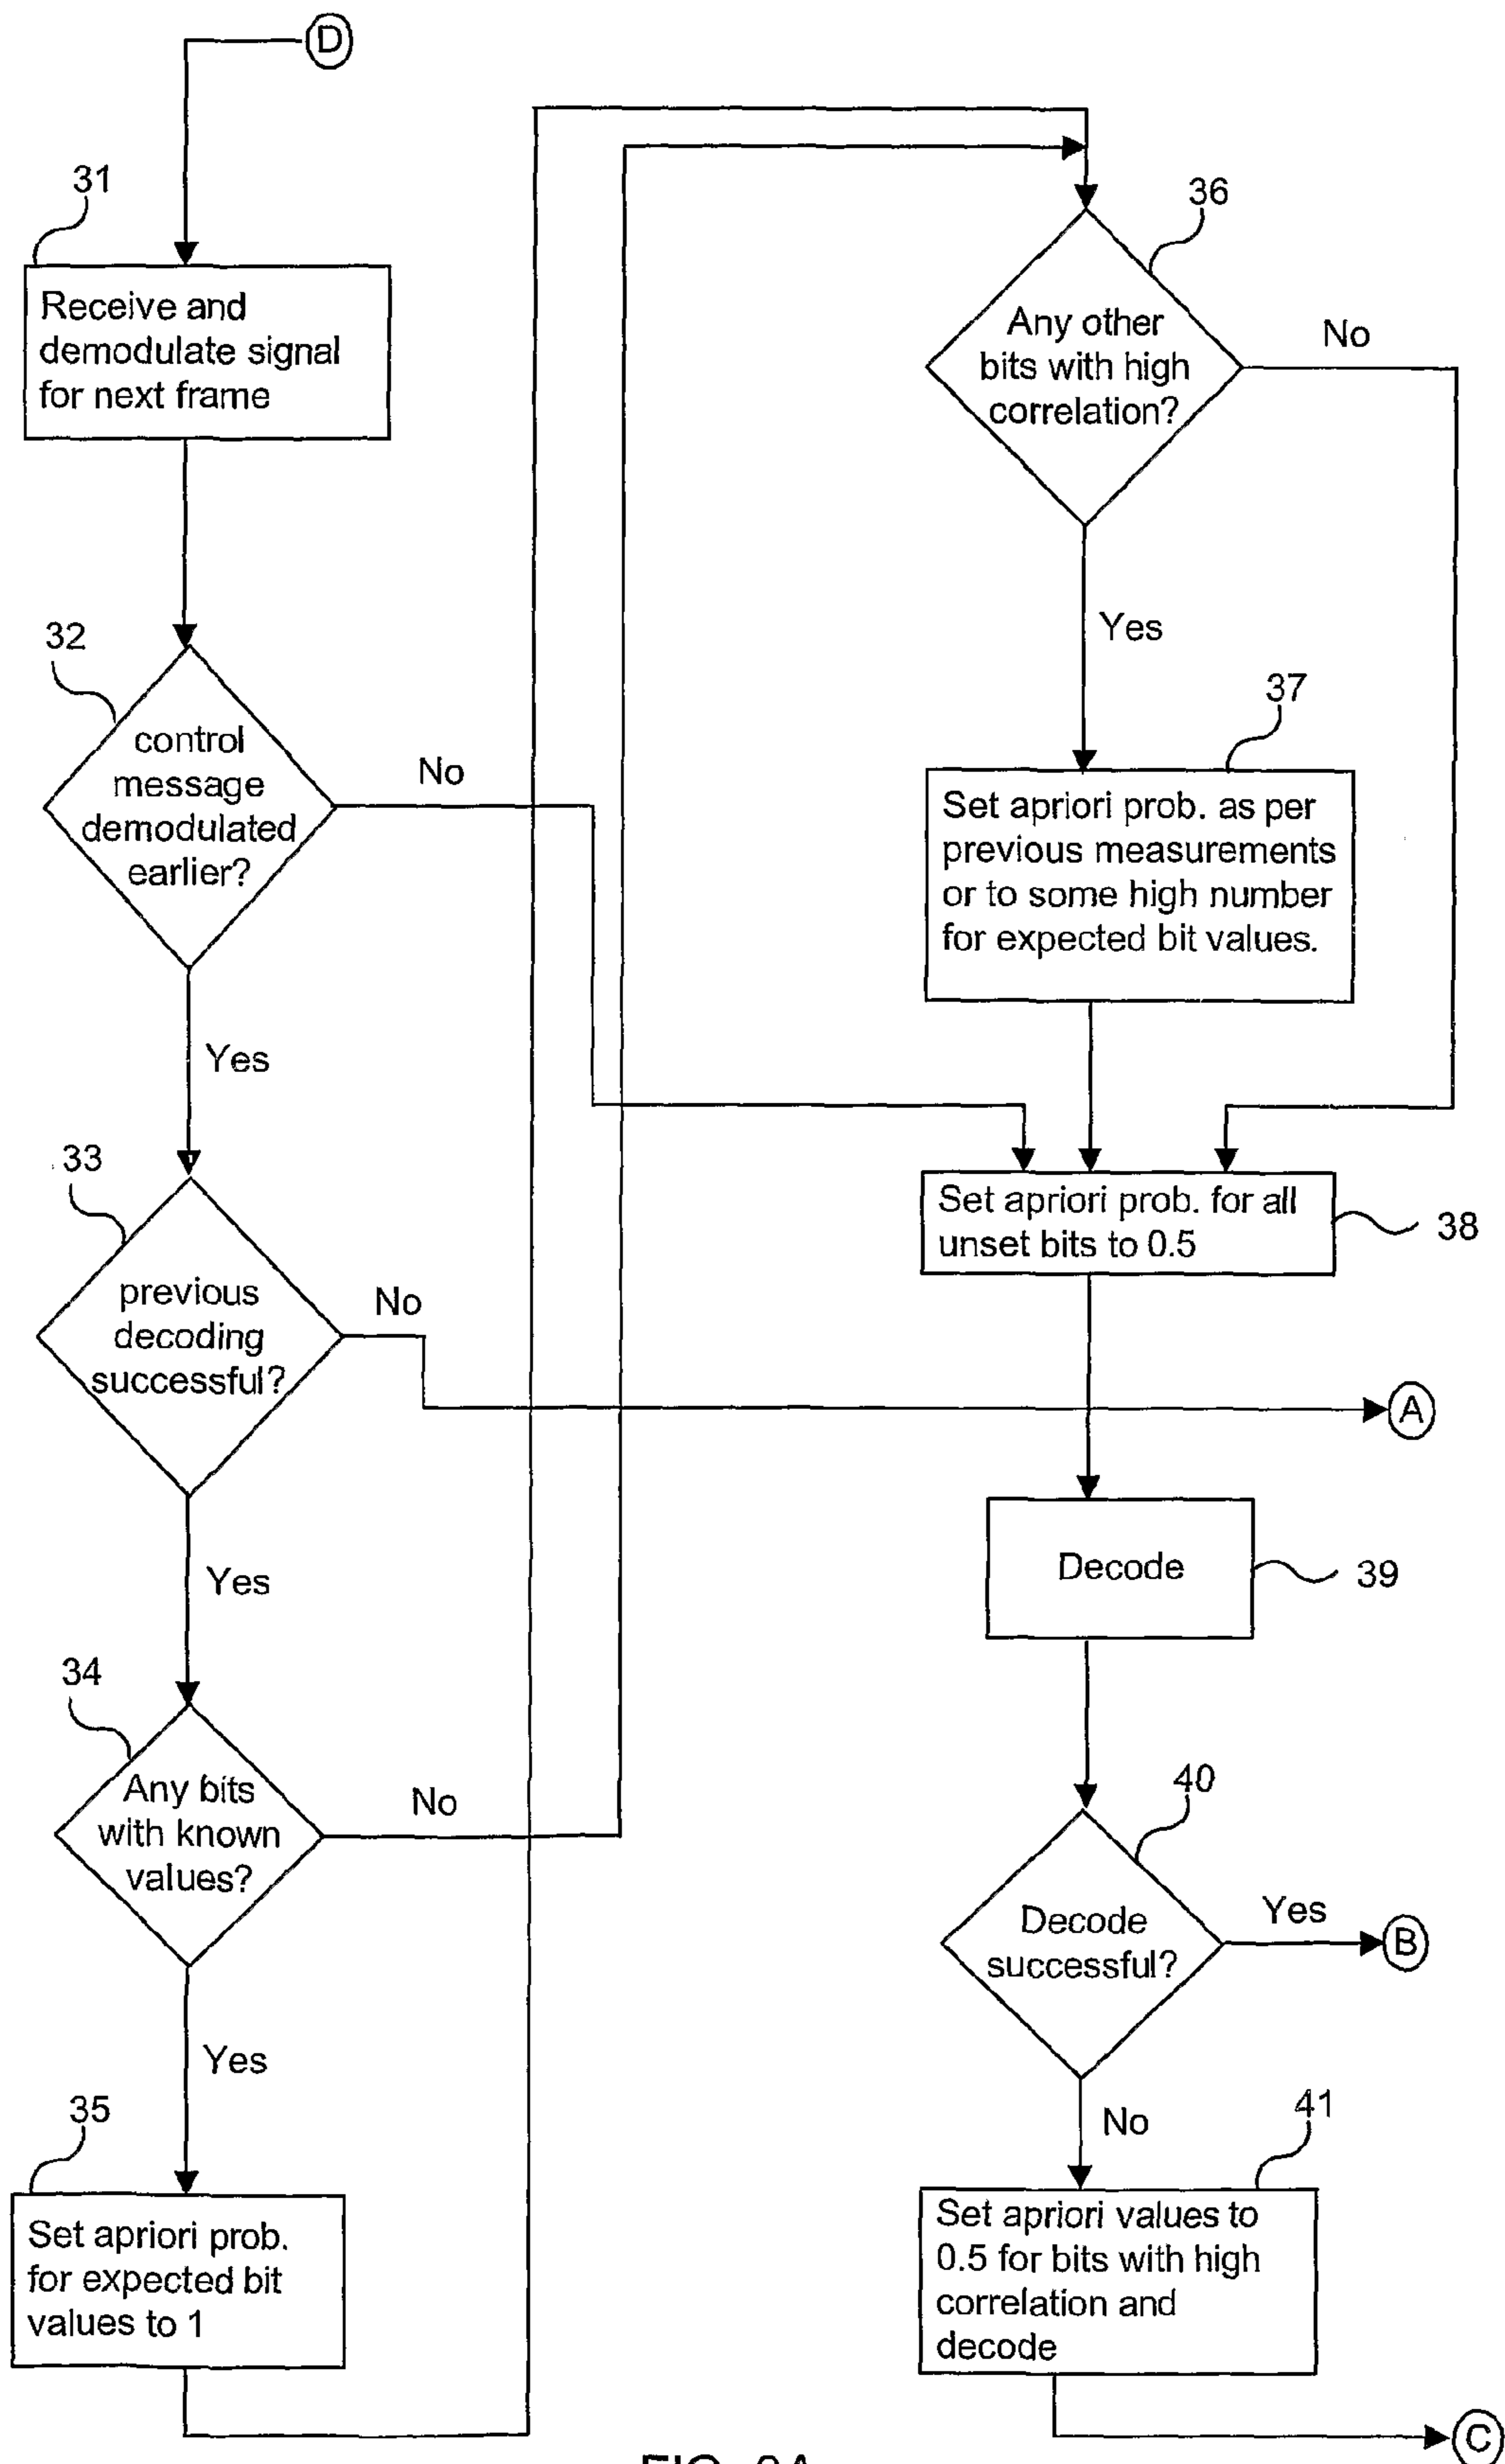 D
31
Receive and
demodulate signal
for next frame
32
control
message
demodulated
earlier?
No
Yes
33
previous
decoding
successful?
No
A
Yes
34
Any bits
with known
values?
No
Yes
35
Set apriori prob.
for expected bit
values to 1
36
Any other
bits with high
correlation?
No
Yes
37
Set apriori prob. as per
previous measurements
or to some high number
for expected bit values.
Set apriori prob. for all
unset bits to 0.5
38
Decode
39
40
Decode
successful?
Yes
B
No
41
Set apriori values to
0.5 for bits with high
correlation and
decode
C